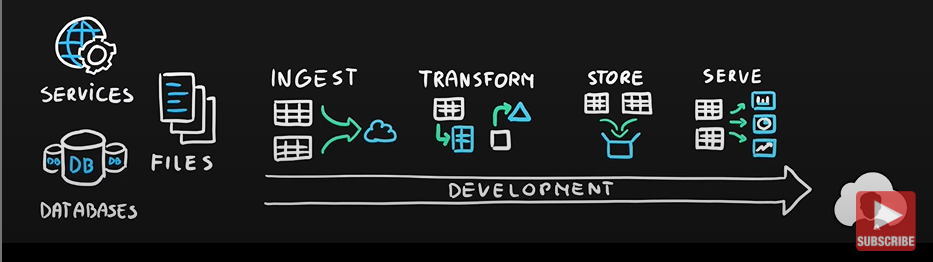 SERVICES
FILES
DATABASES
DB
DB
DB
INGEST
TRANSFORM
STORE
SERVE
DEVELOPMENT
SUBSCRIBE